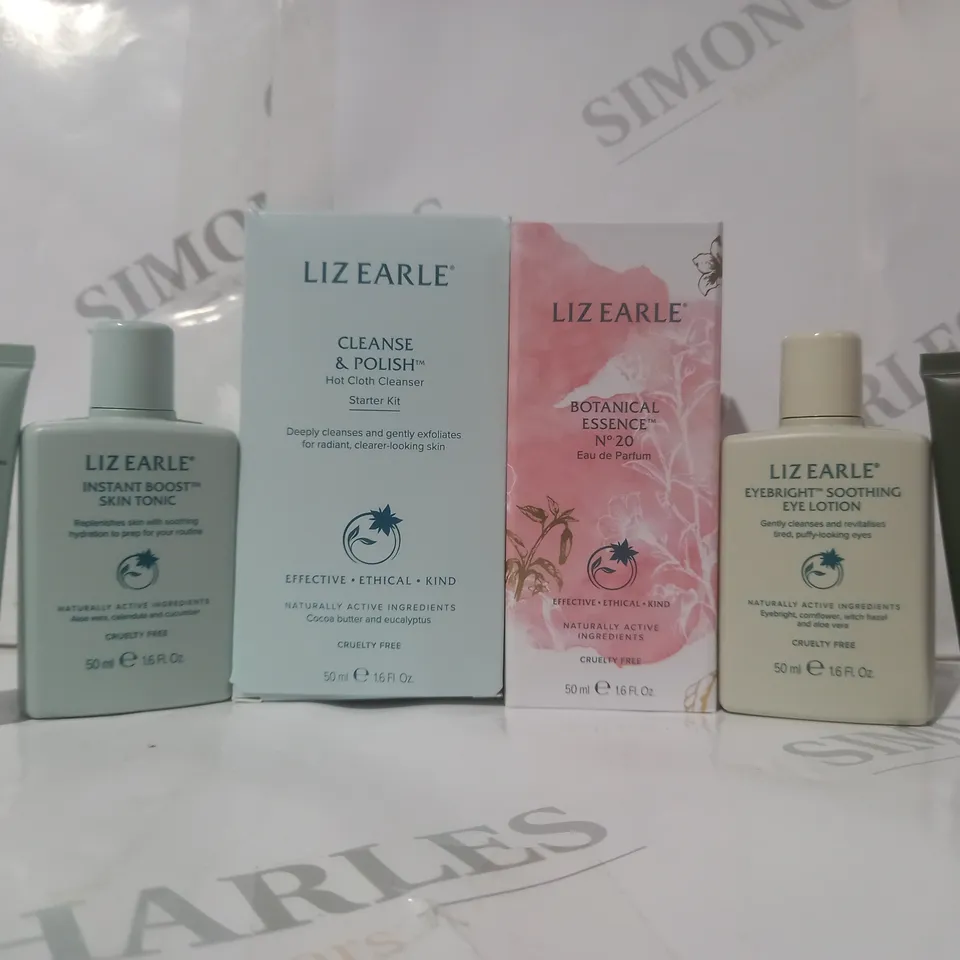 SIMON C
SIMO
HARLES
LIZ EARLE®
INSTANT BOOST™
SKIN TONIC
Replenishes skin with soothing
hydration to prep for your routine
NATURALLY ACTIVE INGREDIENTS
Aloe vera, calendula and cucumber
CRUELTY FREE
50 ml ℮ 1.6 Fl. Oz.
LIZ EARLE®
CLEANSE
& POLISH™
Hot Cloth Cleanser
Starter Kit
Deeply cleanses and gently exfoliates
for radiant, clearer-looking skin
EFFECTIVE • ETHICAL • KIND
NATURALLY ACTIVE INGREDIENTS
Cocoa butter and eucalyptus
CRUELTY FREE
50 ml ℮ 1.6 Fl. Oz.
LIZ EARLE®
BOTANICAL
ESSENCE™
Nº 20
Eau de Parfum
EFFECTIVE • ETHICAL • KIND
NATURALLY ACTIVE
INGREDIENTS
CRUELTY FREE
50 ml ℮ 1.6 Fl. Oz.
LIZ EARLE®
EYEBRIGHT™ SOOTHING
EYE LOTION
Gently cleanses and revitalises
tired, puffy-looking eyes
NATURALLY ACTIVE INGREDIENTS
Eyebright, cornflower, witch hazel
and aloe vera
CRUELTY FREE
50 ml ℮ 1.6 Fl. Oz.
SIMO
HARLES